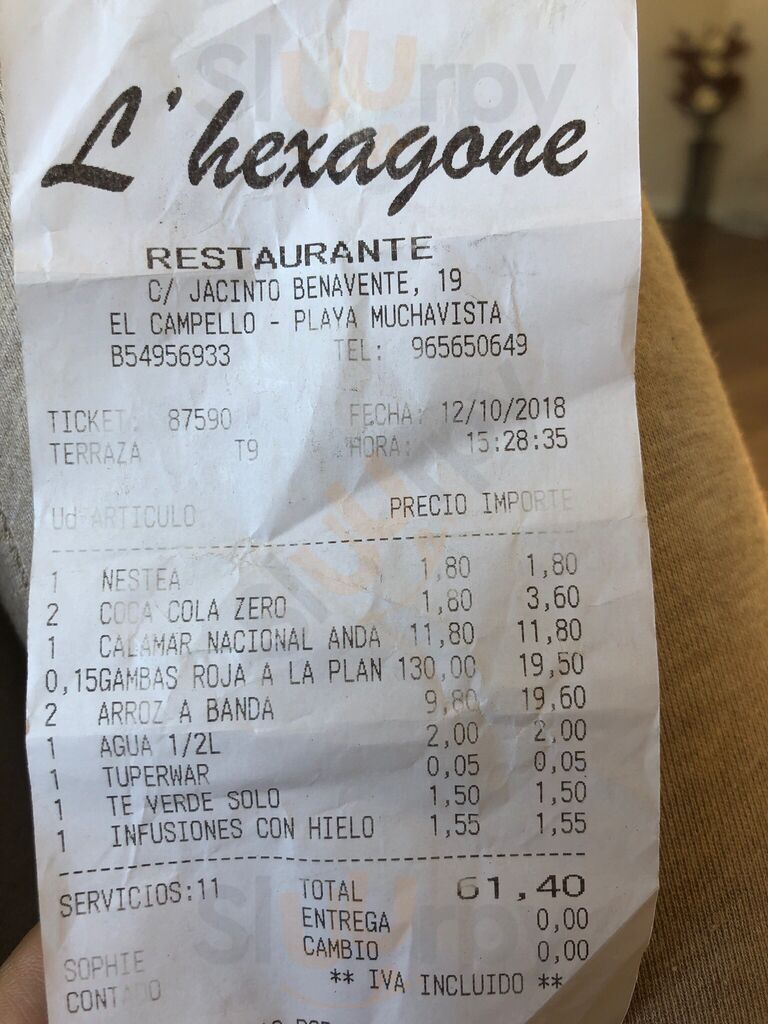 L'hexagone
RESTAURANTE
C/ JACINTO BENAVENTE, 19
EL CAMPELLO - PLAYA MUCHAVISTA
B54956933 TEL: 965650649
TICKET: 87590 FECHA: 12/10/2018
TERRAZA T9 HORA: 15:28:35
Ud ARTICULO PRECIO IMPORTE
1 NESTEA 1,80 1,80
2 COCA COLA ZERO 1,80 3,60
1 CALAMAR NACIONAL ANDA 11,80 11,80
0,15GAMBAS ROJA A LA PLAN 130,00 19,50
2 ARROZ A BANDA 9,80 19,60
1 AGUA 1/2L 2,00 2,00
1 TUPERWAR 0,05 0,05
1 TE VERDE SOLO 1,50 1,50
1 INFUSIONES CON HIELO 1,55 1,55
SERVICIOS:11 TOTAL 61,40
ENTREGA 0,00
CAMBIO 0,00
SOPHIE ** IVA INCLUIDO **
CONTADO
Sluurpy
Sluurpy
Sluurpy